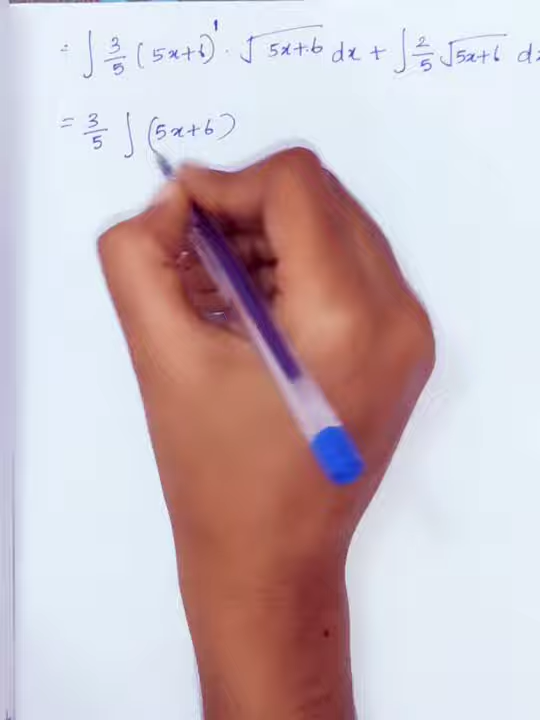 = ∫ 3/5 (5x+6)¹ · √5x+6 dx + ∫ 2/5 √5x+6 dx
= 3/5 ∫ (5x+6)